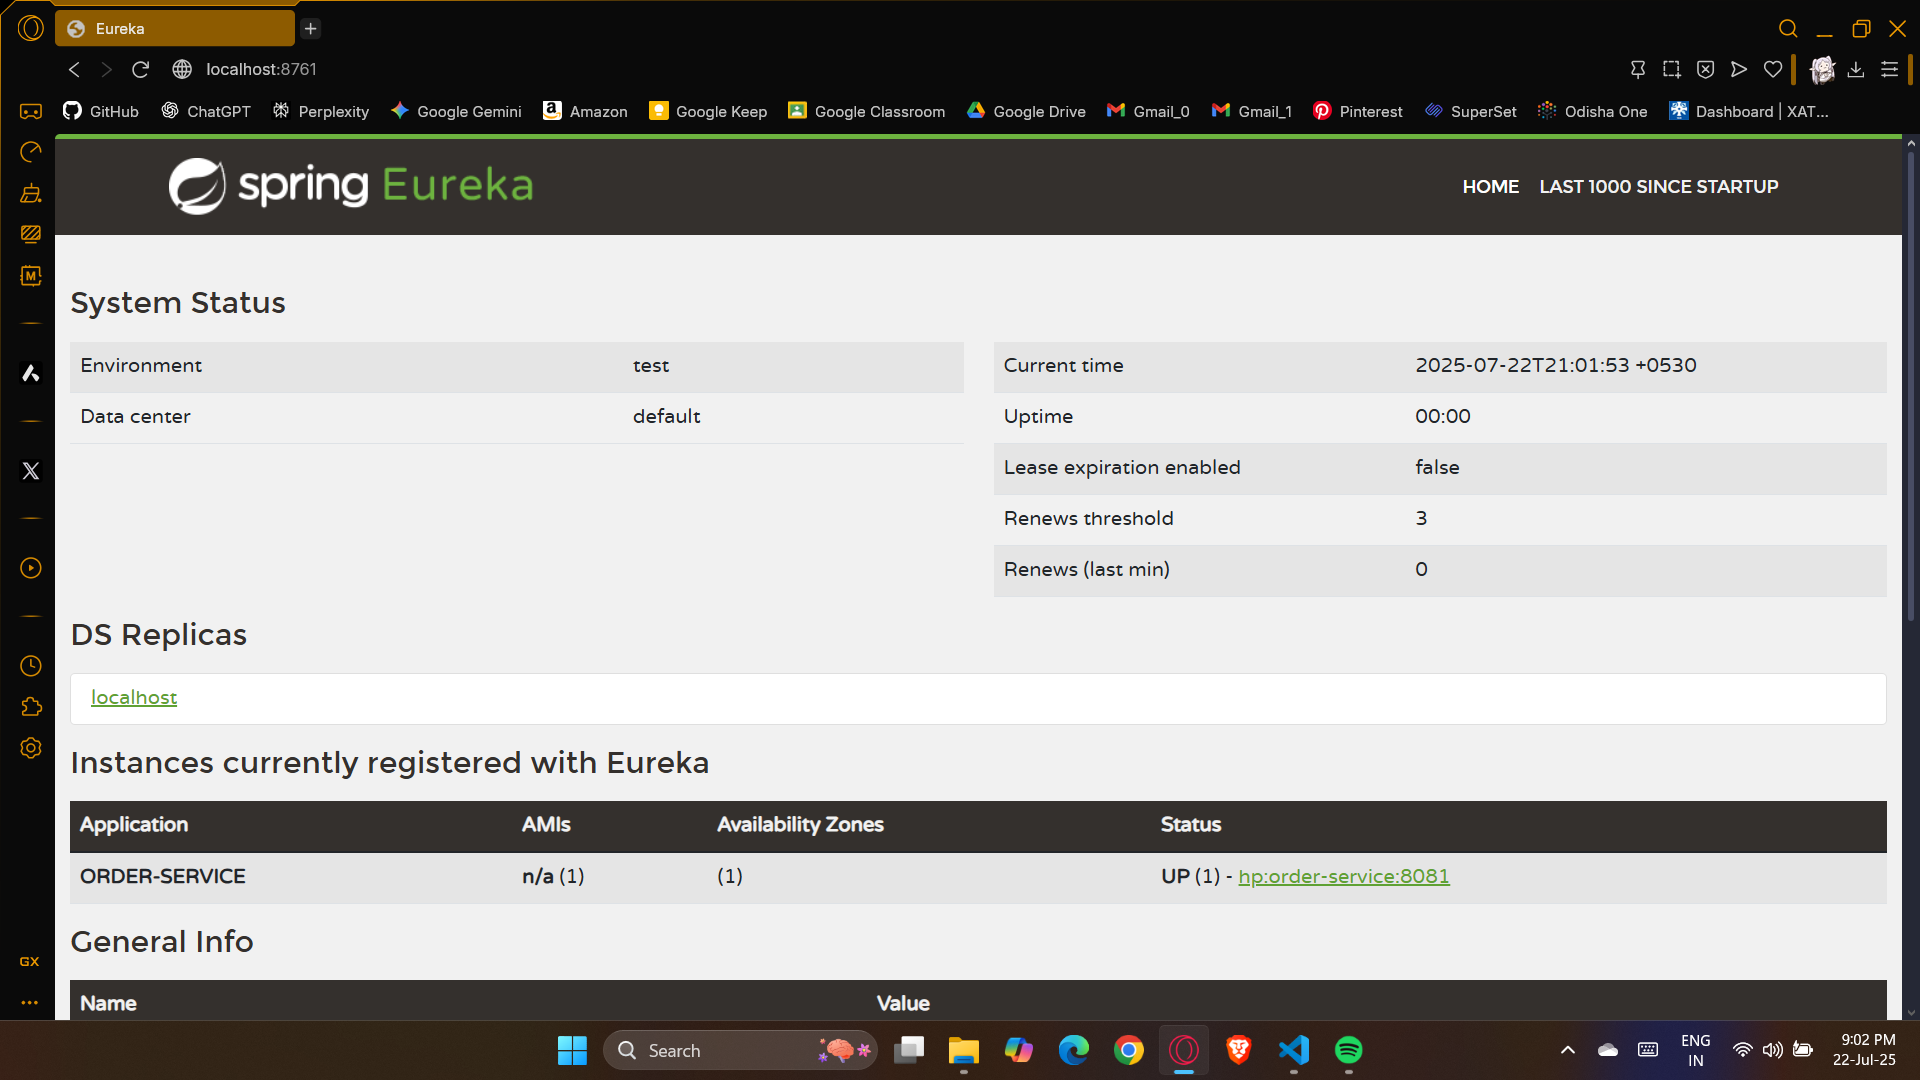 Eureka
localhost:8761
GitHub ChatGPT Perplexity Google Gemini Amazon Google Keep Google Classroom Google Drive Gmail_0 Gmail_1 Pinterest SuperSet Odisha One Dashboard | XAT...
spring Eureka
HOME LAST 1000 SINCE STARTUP
System Status
Environment test
Data center default
Current time 2025-07-22T21:01:53 +0530
Uptime 00:00
Lease expiration enabled false
Renews threshold 3
Renews (last min) 0
DS Replicas
localhost
Instances currently registered with Eureka
Application AMIs Availability Zones Status
ORDER-SERVICE n/a (1) (1) UP (1) - hp:order-service:8081
General Info
Name Value
M
GX
Search
ENG
IN
9:02 PM
22-Jul-25